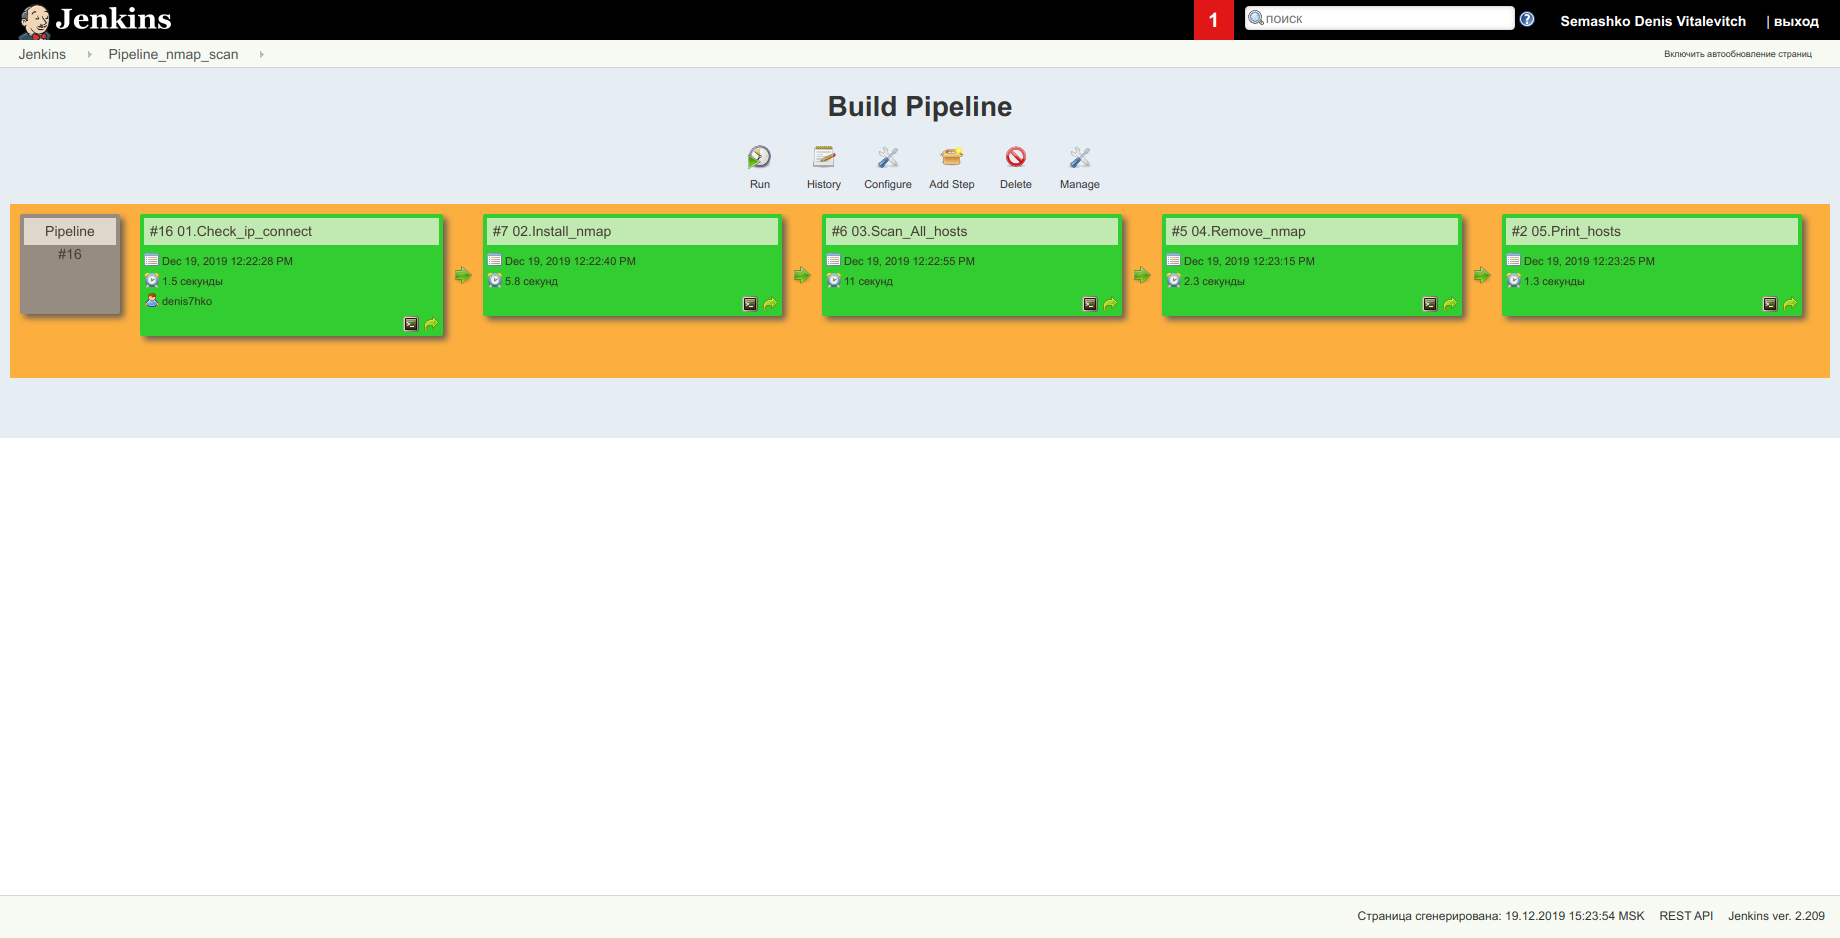 Jenkins
1
поиск
Semashko Denis Vitalevitch
| выход
Jenkins
Pipeline_nmap_scan
Включить автообновление страниц
Build Pipeline
Run
History
Configure
Add Step
Delete
Manage
Pipeline
#16
#16 01.Check_ip_connect
Dec 19, 2019 12:22:28 PM
1.5 секунды
denis7hko
#7 02.Install_nmap
Dec 19, 2019 12:22:40 PM
5.8 секунд
#6 03.Scan_All_hosts
Dec 19, 2019 12:22:55 PM
11 секунд
#5 04.Remove_nmap
Dec 19, 2019 12:23:15 PM
2.3 секунды
#2 05.Print_hosts
Dec 19, 2019 12:23:25 PM
1.3 секунды
Страница сгенерирована: 19.12.2019 15:23:54 MSK
REST API
Jenkins ver. 2.209